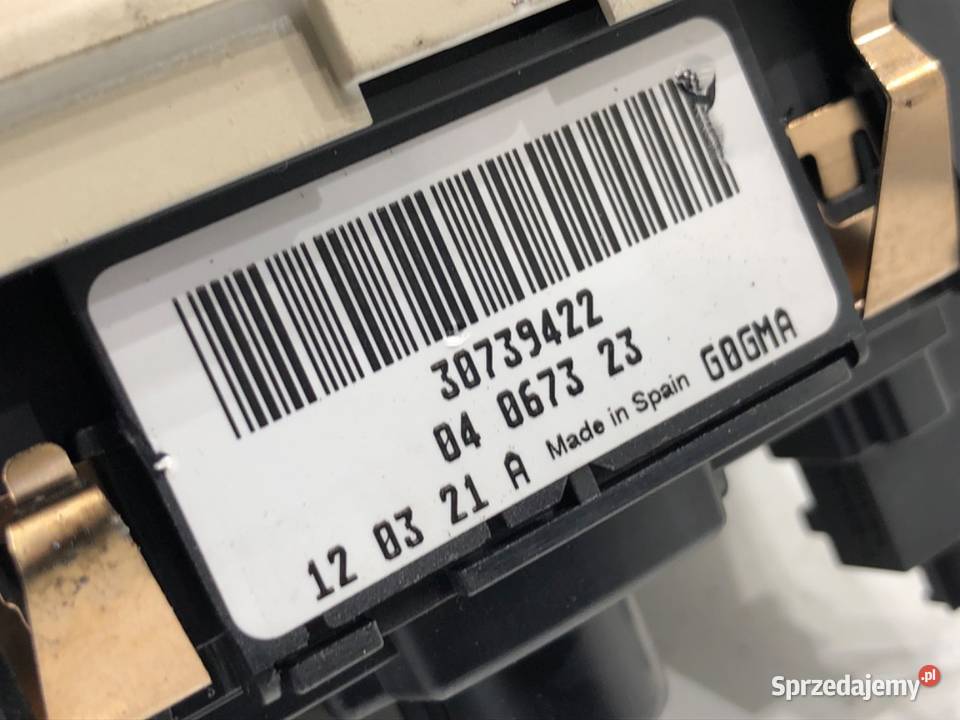 30739422
04 0673 23
12 03 21 A Made in Spain G0GMA
Sprzedajemy.pl